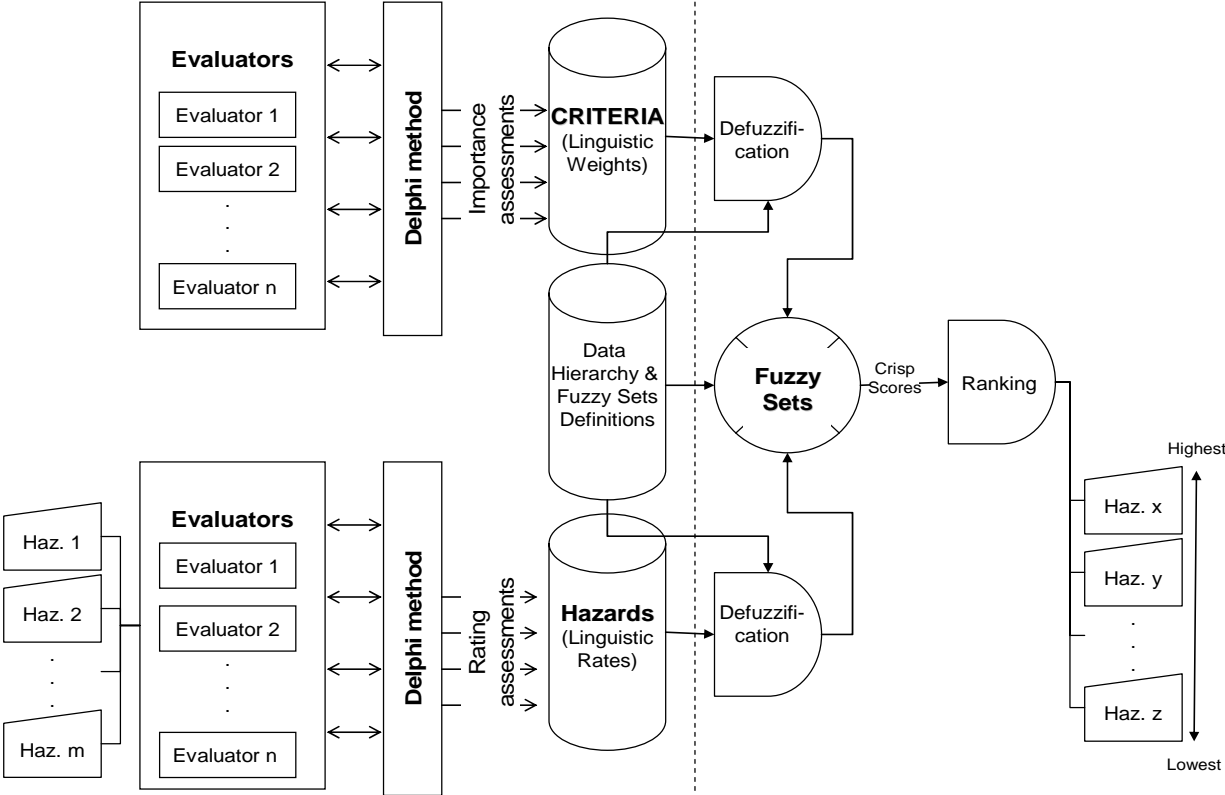 Evaluators
Evaluator 1
Evaluator 2
.
.
.
Evaluator n
Delphi method
Importance
assessments
CRITERIA
(Linguistic
Weights)
Defuzzifi-
cation
Data
Hierarchy &
Fuzzy Sets
Definitions
Fuzzy
Sets
Crisp
Scores
Ranking
Highest
Haz. x
Haz. y
. .
. .
. .
Haz. z
Lowest
Haz. 1
Haz. 2
. .
. .
. .
Haz. m
Evaluators
Evaluator 1
Evaluator 2
.
.
.
Evaluator n
Delphi method
Rating
assessments
Hazards
(Linguistic
Rates)
Defuzzifi-
cation